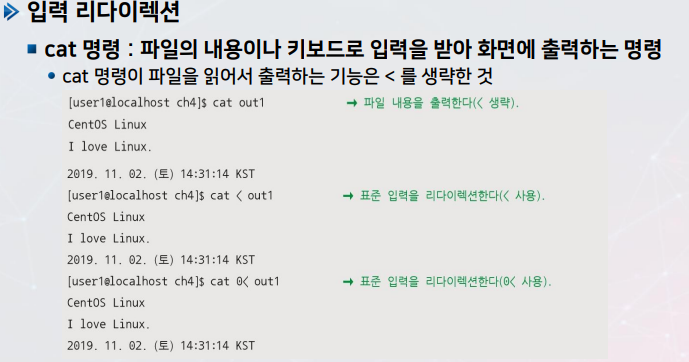 입력 리다이렉션
cat 명령 : 파일의 내용이나 키보드로 입력을 받아 화면에 출력하는 명령
cat 명령이 파일을 읽어서 출력하는 기능은 < 를 생략한 것
[user1@localhost ch4]$ cat out1 → 파일 내용을 출력한다(< 생략).
CentOS Linux
I love Linux.
2019. 11. 02. (토) 14:31:14 KST
[user1@localhost ch4]$ cat < out1 → 표준 입력을 리다이렉션한다(< 사용).
CentOS Linux
I love Linux.
2019. 11. 02. (토) 14:31:14 KST
[user1@localhost ch4]$ cat 0< out1 → 표준 입력을 리다이렉션한다(0< 사용).
CentOS Linux
I love Linux.
2019. 11. 02. (토) 14:31:14 KST